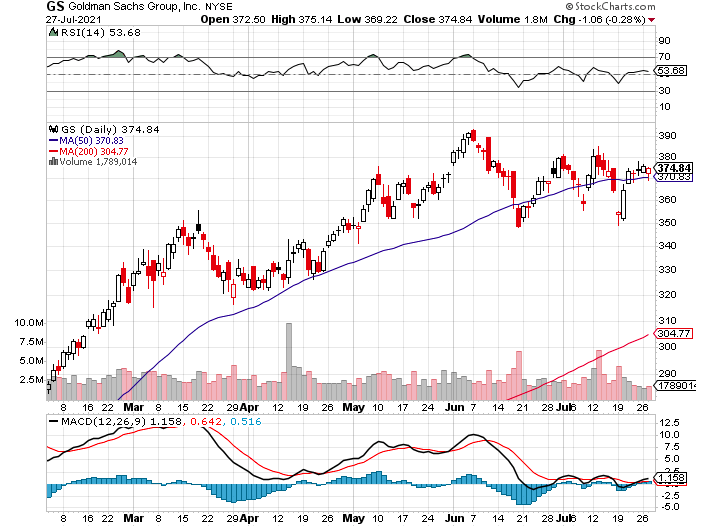 GS Goldman Sachs Group, Inc. NYSE © StockCharts.com
27-Jul-2021 Open 372.50 High 375.14 Low 369.22 Close 374.84 Volume 1.8M Chg -1.06 (-0.28%)
RSI(14) 53.68
90
70
53.68
50
30
10
GS (Daily) 374.84
MA(50) 370.83
MA(200) 304.77
Volume 1,789,014
390
380
374.84
370.83
360
350
340
330
320
310
304.77
300
290
1789014
10.0M
7.5M
5.0M
2.5M
8 16 22 Mar 8 15 22 29 Apr 12 19 26 May 10 17 24 Jun 7 14 21 28 Jul 6 12 19 26
MACD(12,26,9) 1.158, 0.642, 0.516
12.5
10.0
7.5
5.0
1.158
-2.5
-5.0
8 16 22 Mar 8 15 22 29 Apr 12 19 26 May 10 17 24 Jun 7 14 21 28 Jul 6 12 19 26